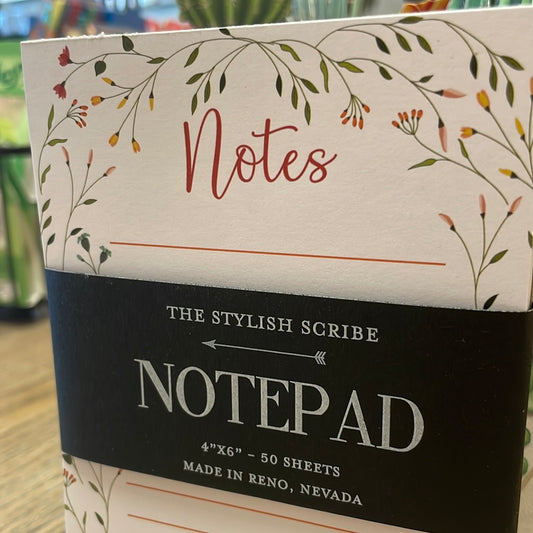 Notes
THE STYLISH SCRIBE
NOTEPAD
4"X6" – 50 SHEETS
MADE IN RENO, NEVADA